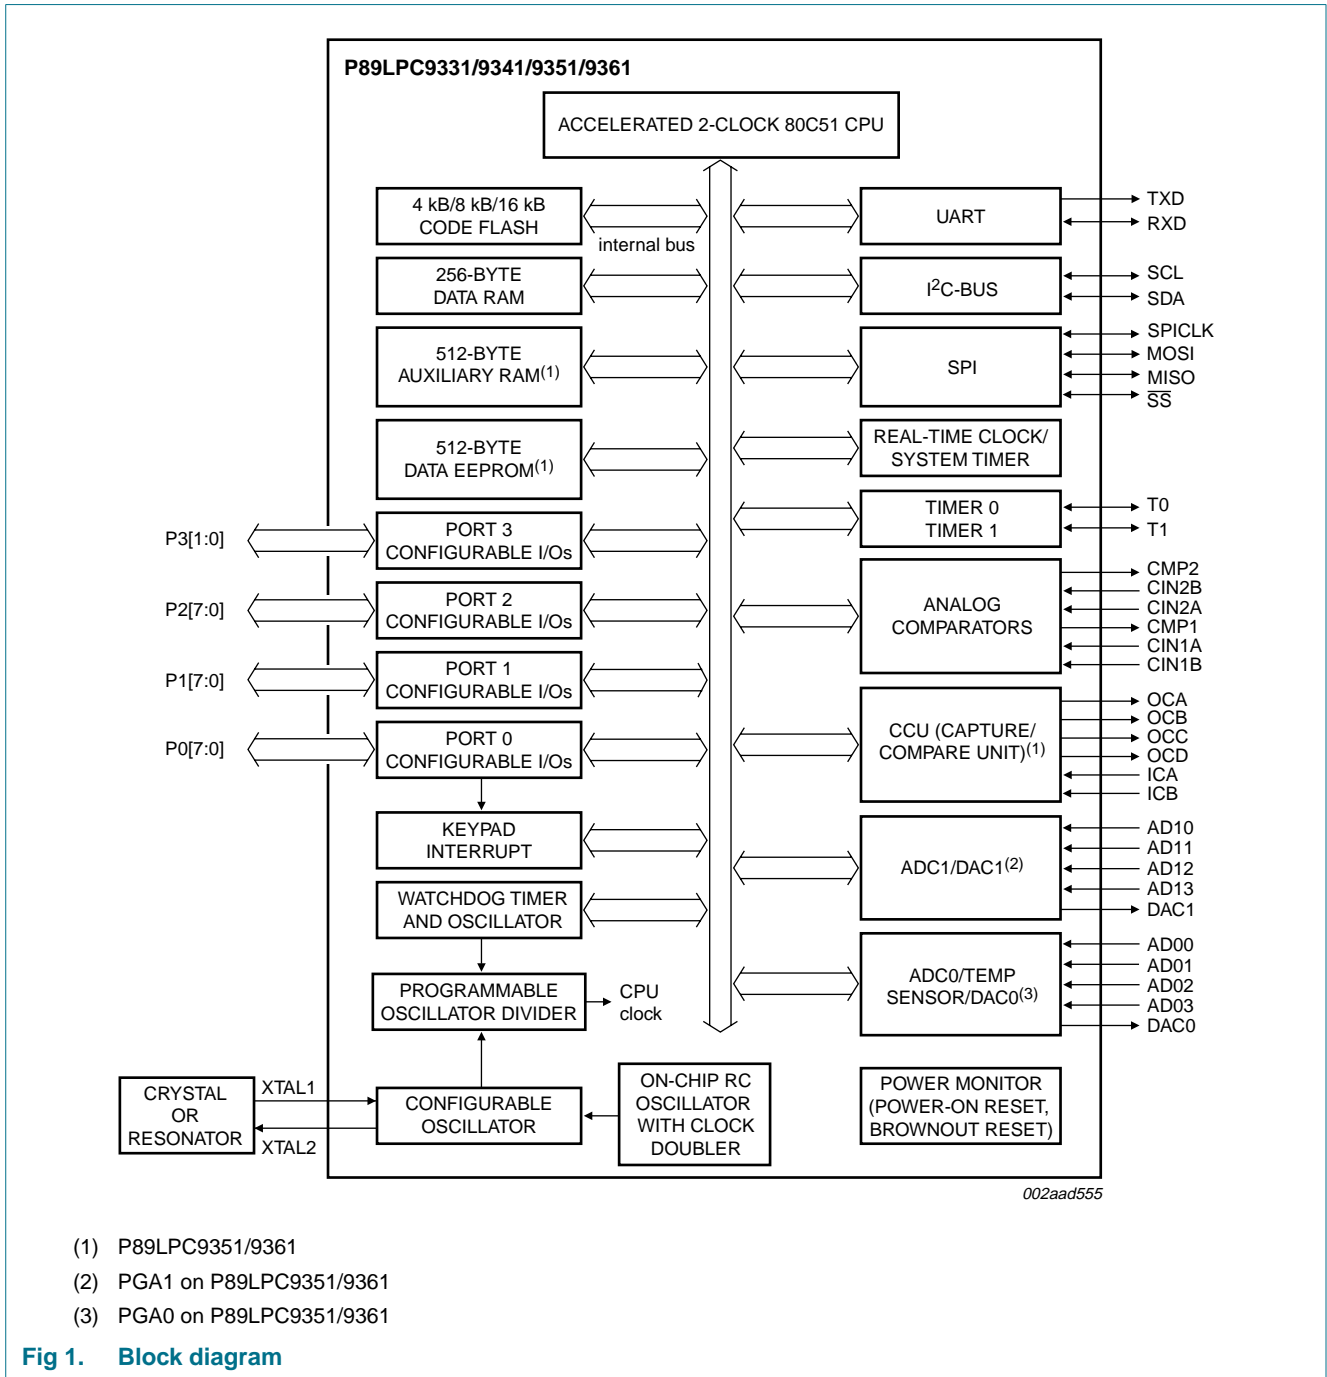 P89LPC9331/9341/9351/9361
ACCELERATED 2-CLOCK 80C51 CPU
4 kB/8 kB/16 kB
CODE FLASH
internal bus
256-BYTE
DATA RAM
512-BYTE
AUXILIARY RAM(1)
512-BYTE
DATA EEPROM(1)
P3[1:0]
PORT 3
CONFIGURABLE I/Os
P2[7:0]
PORT 2
CONFIGURABLE I/Os
P1[7:0]
PORT 1
CONFIGURABLE I/Os
P0[7:0]
PORT 0
CONFIGURABLE I/Os
KEYPAD
INTERRUPT
WATCHDOG TIMER
AND OSCILLATOR
PROGRAMMABLE
OSCILLATOR DIVIDER
CPU
clock
CRYSTAL
OR
RESONATOR
XTAL1
XTAL2
CONFIGURABLE
OSCILLATOR
ON-CHIP RC
OSCILLATOR
WITH CLOCK
DOUBLER
UART
TXD
RXD
I2C-BUS
SCL
SDA
SPI
SPICLK
MOSI
MISO
SS
REAL-TIME CLOCK/
SYSTEM TIMER
TIMER 0
TIMER 1
T0
T1
ANALOG
COMPARATORS
CMP2
CIN2B
CIN2A
CMP1
CIN1A
CIN1B
CCU (CAPTURE/
COMPARE UNIT)(1)
OCA
OCB
OCC
OCD
ICA
ICB
ADC1/DAC1(2)
AD10
AD11
AD12
AD13
DAC1
ADC0/TEMP
SENSOR/DAC0(3)
AD00
AD01
AD02
AD03
DAC0
POWER MONITOR
(POWER-ON RESET,
BROWNOUT RESET)
002aad555
(1) P89LPC9351/9361
(2) PGA1 on P89LPC9351/9361
(3) PGA0 on P89LPC9351/9361
Fig 1. Block diagram